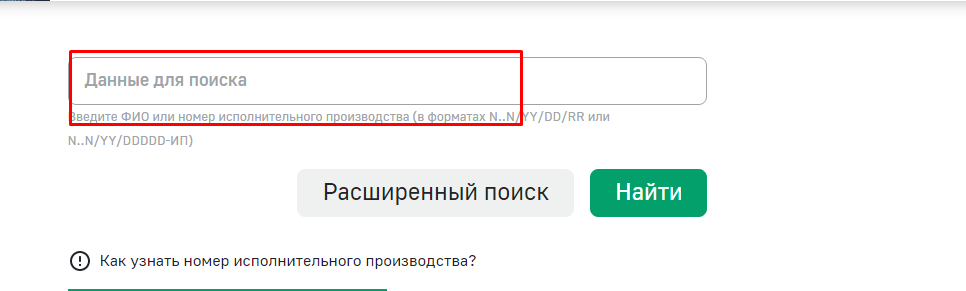 Данные для поиска
Введите ФИО или номер исполнительного производства (в форматах N..N/YY/DD/RR или
N..N/YY/DDDDD-ИП)
Расширенный поиск
Найти
Как узнать номер исполнительного производства?